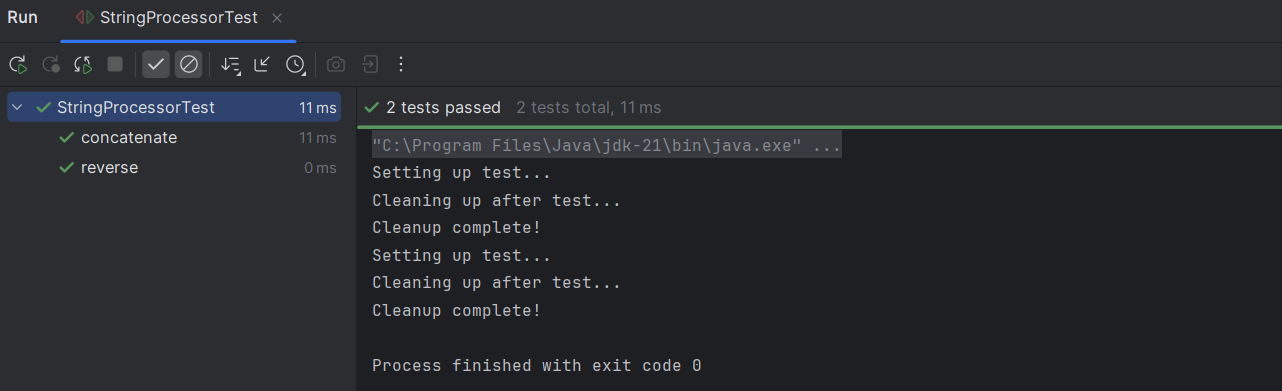 Run StringProcessorTest
StringProcessorTest 11 ms
concatenate 11 ms
reverse 0 ms
2 tests passed 2 tests total, 11 ms
"C:\Program Files\Java\jdk-21\bin\java.exe" ...
Setting up test...
Cleaning up after test...
Cleanup complete!
Setting up test...
Cleaning up after test...
Cleanup complete!
Process finished with exit code 0